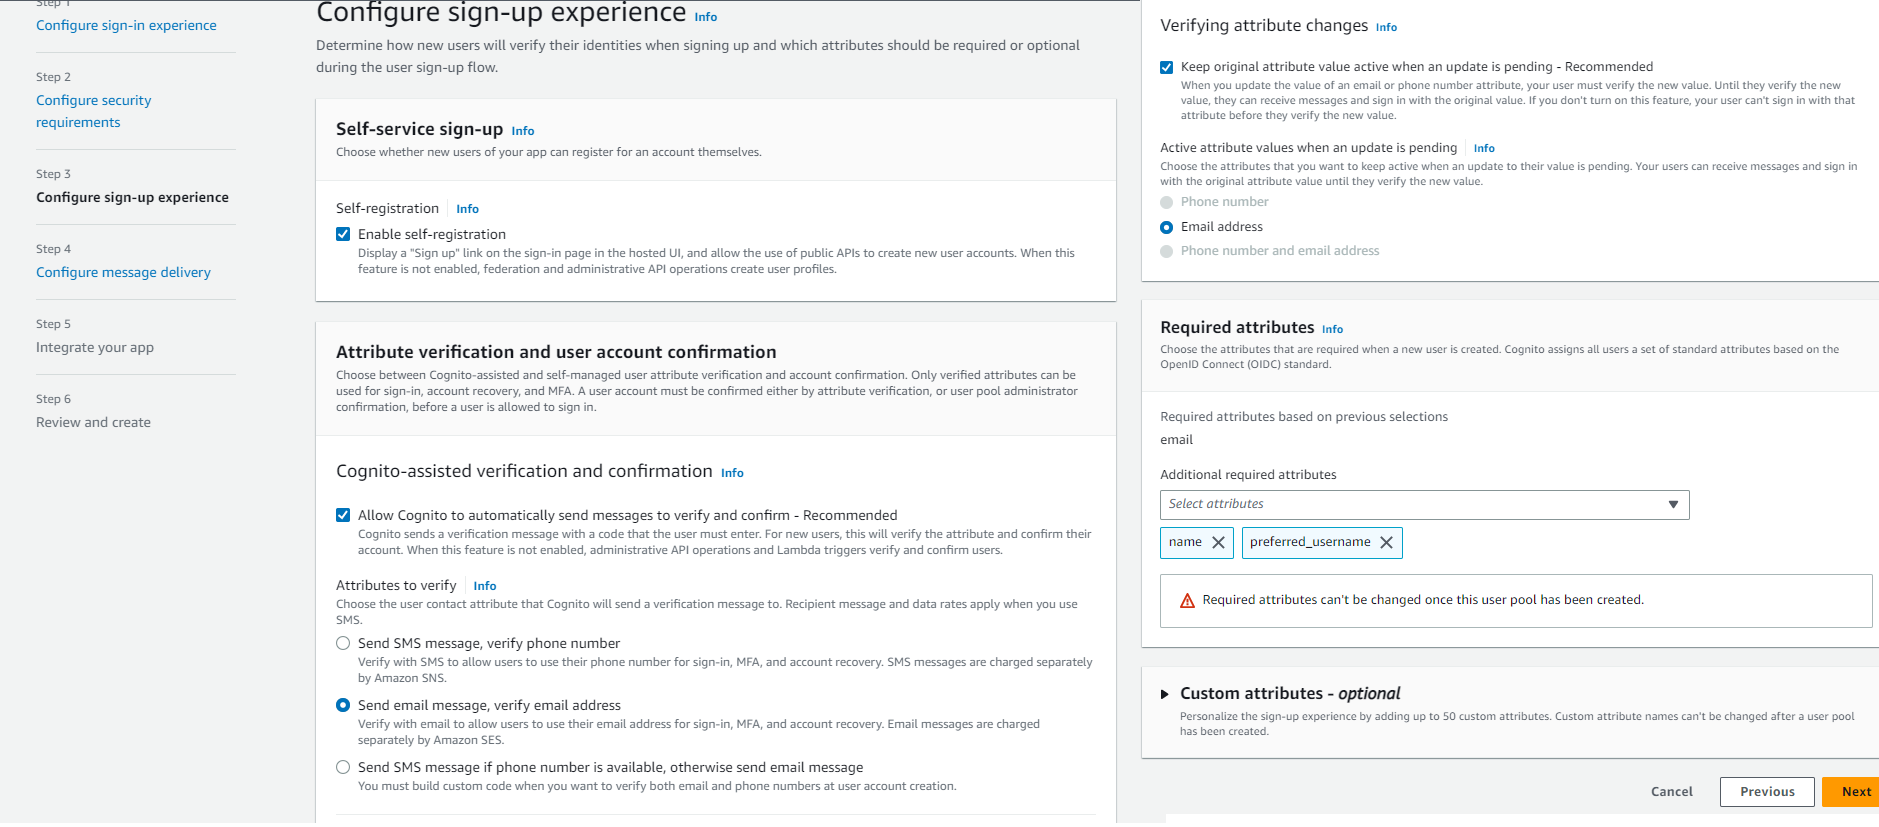 Step 1
Configure sign-in experience
Step 2
Configure security
requirements
Step 3
Configure sign-up experience
Step 4
Configure message delivery
Step 5
Integrate your app
Step 6
Review and create
Configure sign-up experience Info
Determine how new users will verify their identities when signing up and which attributes should be required or optional
during the user sign-up flow.
Self-service sign-up Info
Choose whether new users of your app can register for an account themselves.
Self-registration Info
Enable self-registration
Display a "Sign up" link on the sign-in page in the hosted UI, and allow the use of public APIs to create new user accounts. When this
feature is not enabled, federation and administrative API operations create user profiles.
Attribute verification and user account confirmation
Choose between Cognito-assisted and self-managed user attribute verification and account confirmation. Only verified attributes can be
used for sign-in, account recovery, and MFA. A user account must be confirmed either by attribute verification, or user pool administrator
confirmation, before a user is allowed to sign in.
Cognito-assisted verification and confirmation Info
Allow Cognito to automatically send messages to verify and confirm - Recommended
Cognito sends a verification message with a code that the user must enter. For new users, this will verify the attribute and confirm their
account. When this feature is not enabled, administrative API operations and Lambda triggers verify and confirm users.
Attributes to verify Info
Choose the user contact attribute that Cognito will send a verification message to. Recipient message and data rates apply when you use
SMS.
Send SMS message, verify phone number
Verify with SMS to allow users to use their phone number for sign-in, MFA, and account recovery. SMS messages are charged separately
by Amazon SNS.
Send email message, verify email address
Verify with email to allow users to use their email address for sign-in, MFA, and account recovery. Email messages are charged
separately by Amazon SES.
Send SMS message if phone number is available, otherwise send email message
You must build custom code when you want to verify both email and phone numbers at user account creation.
Verifying attribute changes Info
Keep original attribute value active when an update is pending - Recommended
When you update the value of an email or phone number attribute, your user must verify the new value. Until they verify the new
value, they can receive messages and sign in with the original value. If you don't turn on this feature, your user can't sign in with that
attribute before they verify the new value.
Active attribute values when an update is pending Info
Choose the attributes that you want to keep active when an update to their value is pending. Your users can receive messages and sign in
with the original attribute value until they verify the new value.
Phone number
Email address
Phone number and email address
Required attributes Info
Choose the attributes that are required when a new user is created. Cognito assigns all users a set of standard attributes based on the
OpenID Connect (OIDC) standard.
Required attributes based on previous selections
email
Additional required attributes
Select attributes
name preferred_username
Required attributes can't be changed once this user pool has been created.
Custom attributes - optional
Personalize the sign-up experience by adding up to 50 custom attributes. Custom attribute names can't be changed after a user pool
has been created.
Cancel Previous Next